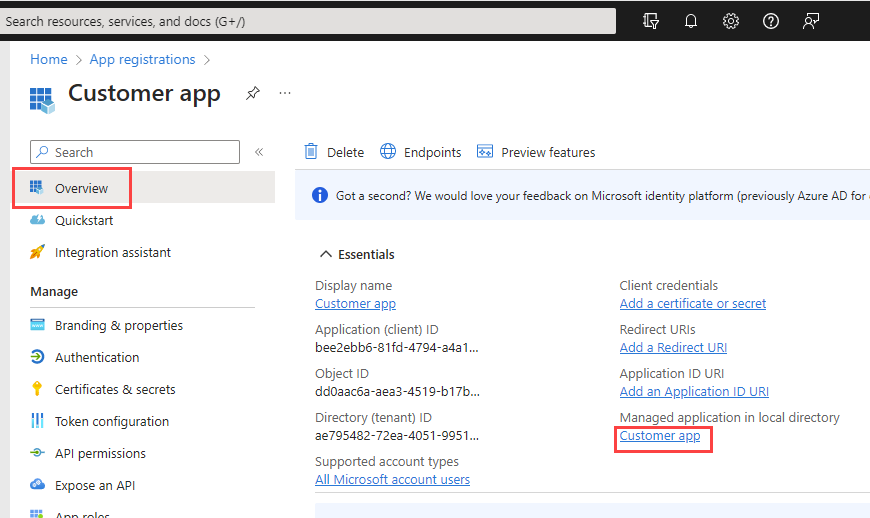 Search resources, services, and docs (G+/)
Home > App registrations >
Customer app ...
Search «
Overview
Quickstart
Integration assistant
Manage
Branding & properties
Authentication
Certificates & secrets
Token configuration
API permissions
Expose an API
App roles
Delete Endpoints Preview features
Got a second? We would love your feedback on Microsoft identity platform (previously Azure AD for
Essentials
Display name
Customer app
Application (client) ID
bee2ebb6-81fd-4794-a4a1...
Object ID
dd0aac6a-aea3-4519-b17b...
Directory (tenant) ID
ae795482-72ea-4051-9951...
Supported account types
All Microsoft account users
Client credentials
Add a certificate or secret
Redirect URIs
Add a Redirect URI
Application ID URI
Add an Application ID URI
Managed application in local directory
Customer app